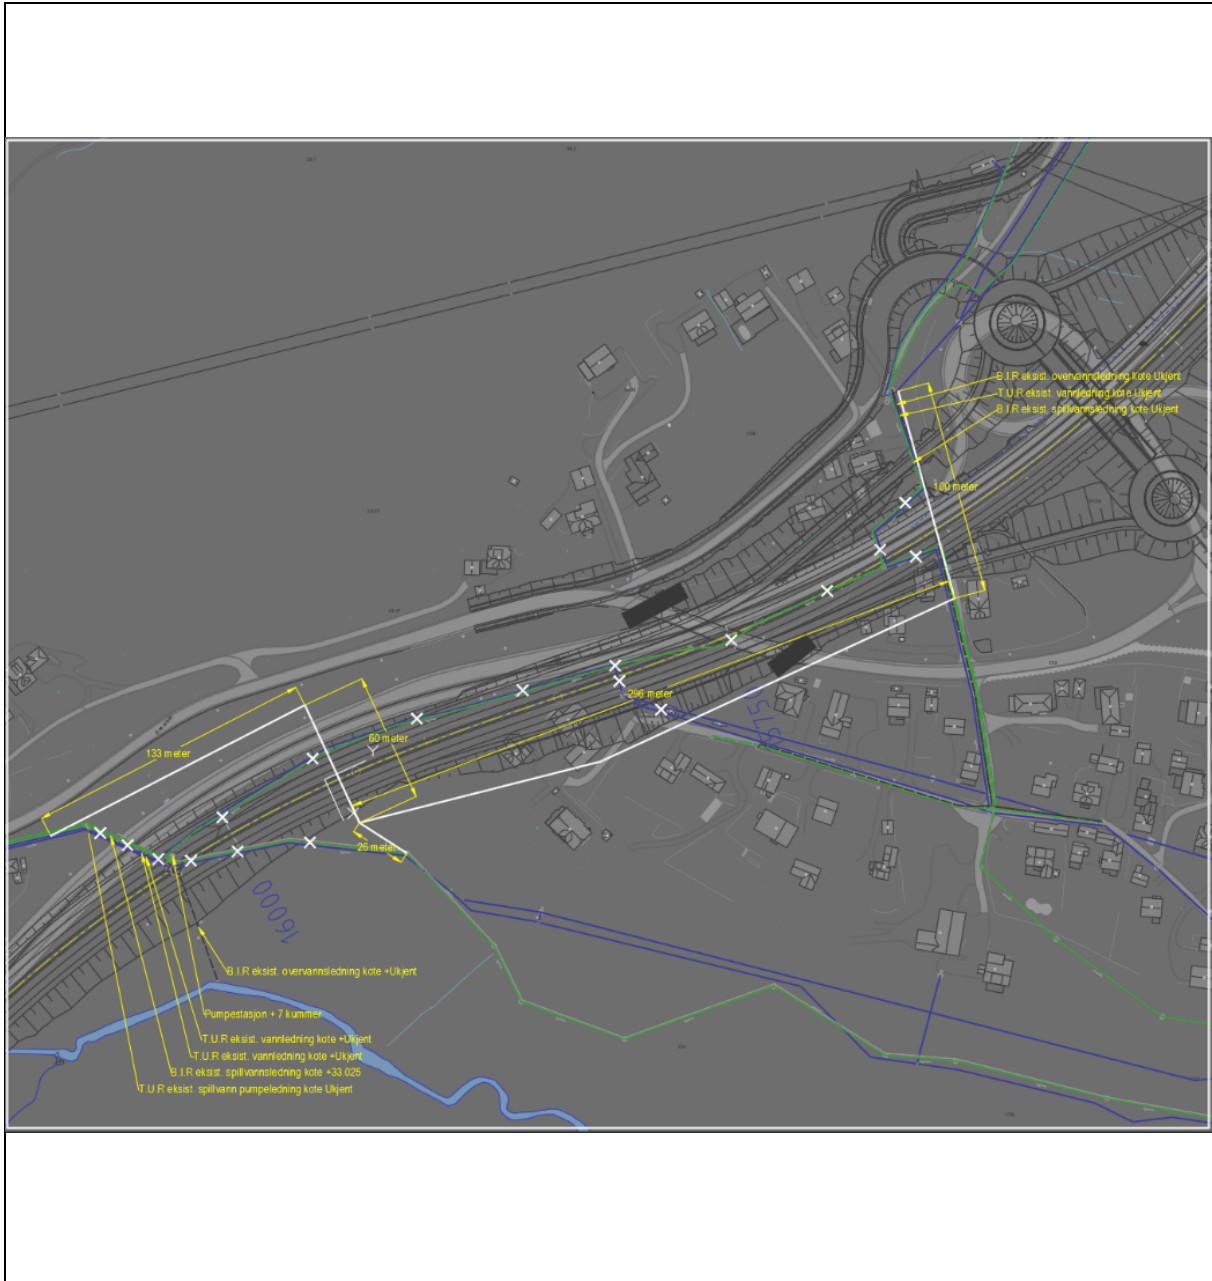 B.I.R eksist. overvannsledning Kote Ukjent
T.U.R eksist. vannledning kote Ukjent
B.I.R eksist. spillvannsledning kote Ukjent
100 meter
296 meter
133 meter
60 meter
Y
26 meter
16000
B.I.R eksist. overvannsledning kote +Ukjent
Pumpestasjon + 7 kummer
T.U.R eksist. vannledning kote +Ukjent
T.U.R eksist. vannledning kote +Ukjent
B.I.R eksist. spillvannsledning kote +33.025
T.U.R eksist. spillvann pumpeledning kote Ukjent